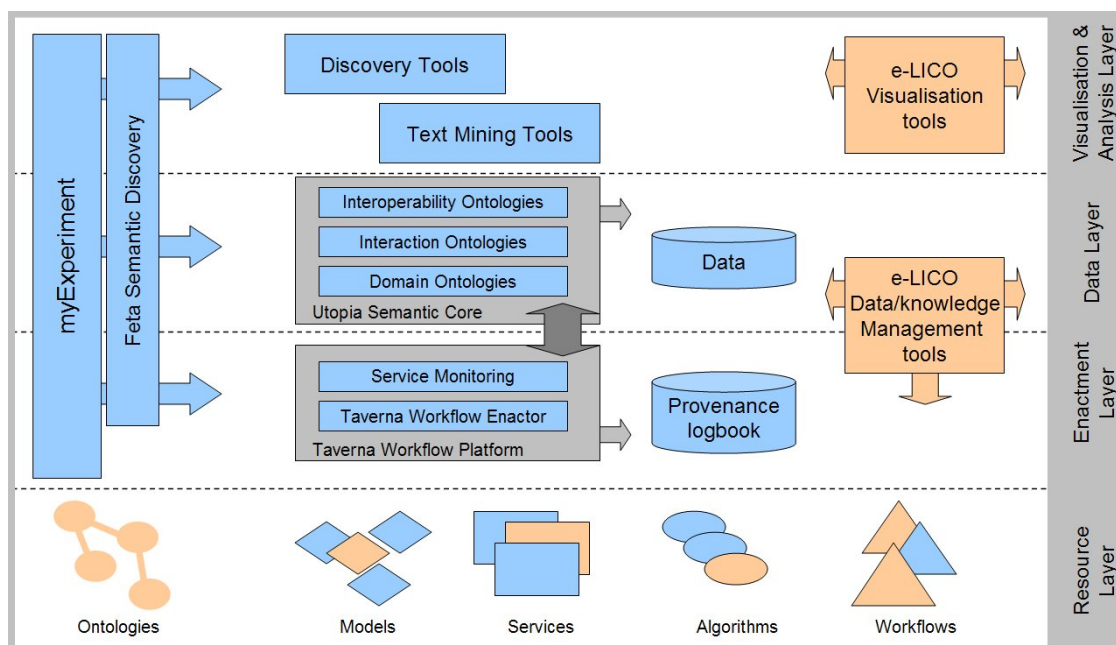 myExperiment
Feta Semantic Discovery
Discovery Tools
Text Mining Tools
e-LICO
Visualisation
tools
Visualisation &
Analysis Layer
Interoperability Ontologies
Interaction Ontologies
Domain Ontologies
Utopia Semantic Core
Data
e-LICO
Data/knowledge
Management
tools
Data Layer
Service Monitoring
Taverna Workflow Enactor
Taverna Workflow Platform
Provenance
logbook
Enactment
Layer
Ontologies
Models
Services
Algorithms
Workflows
Resource
Layer